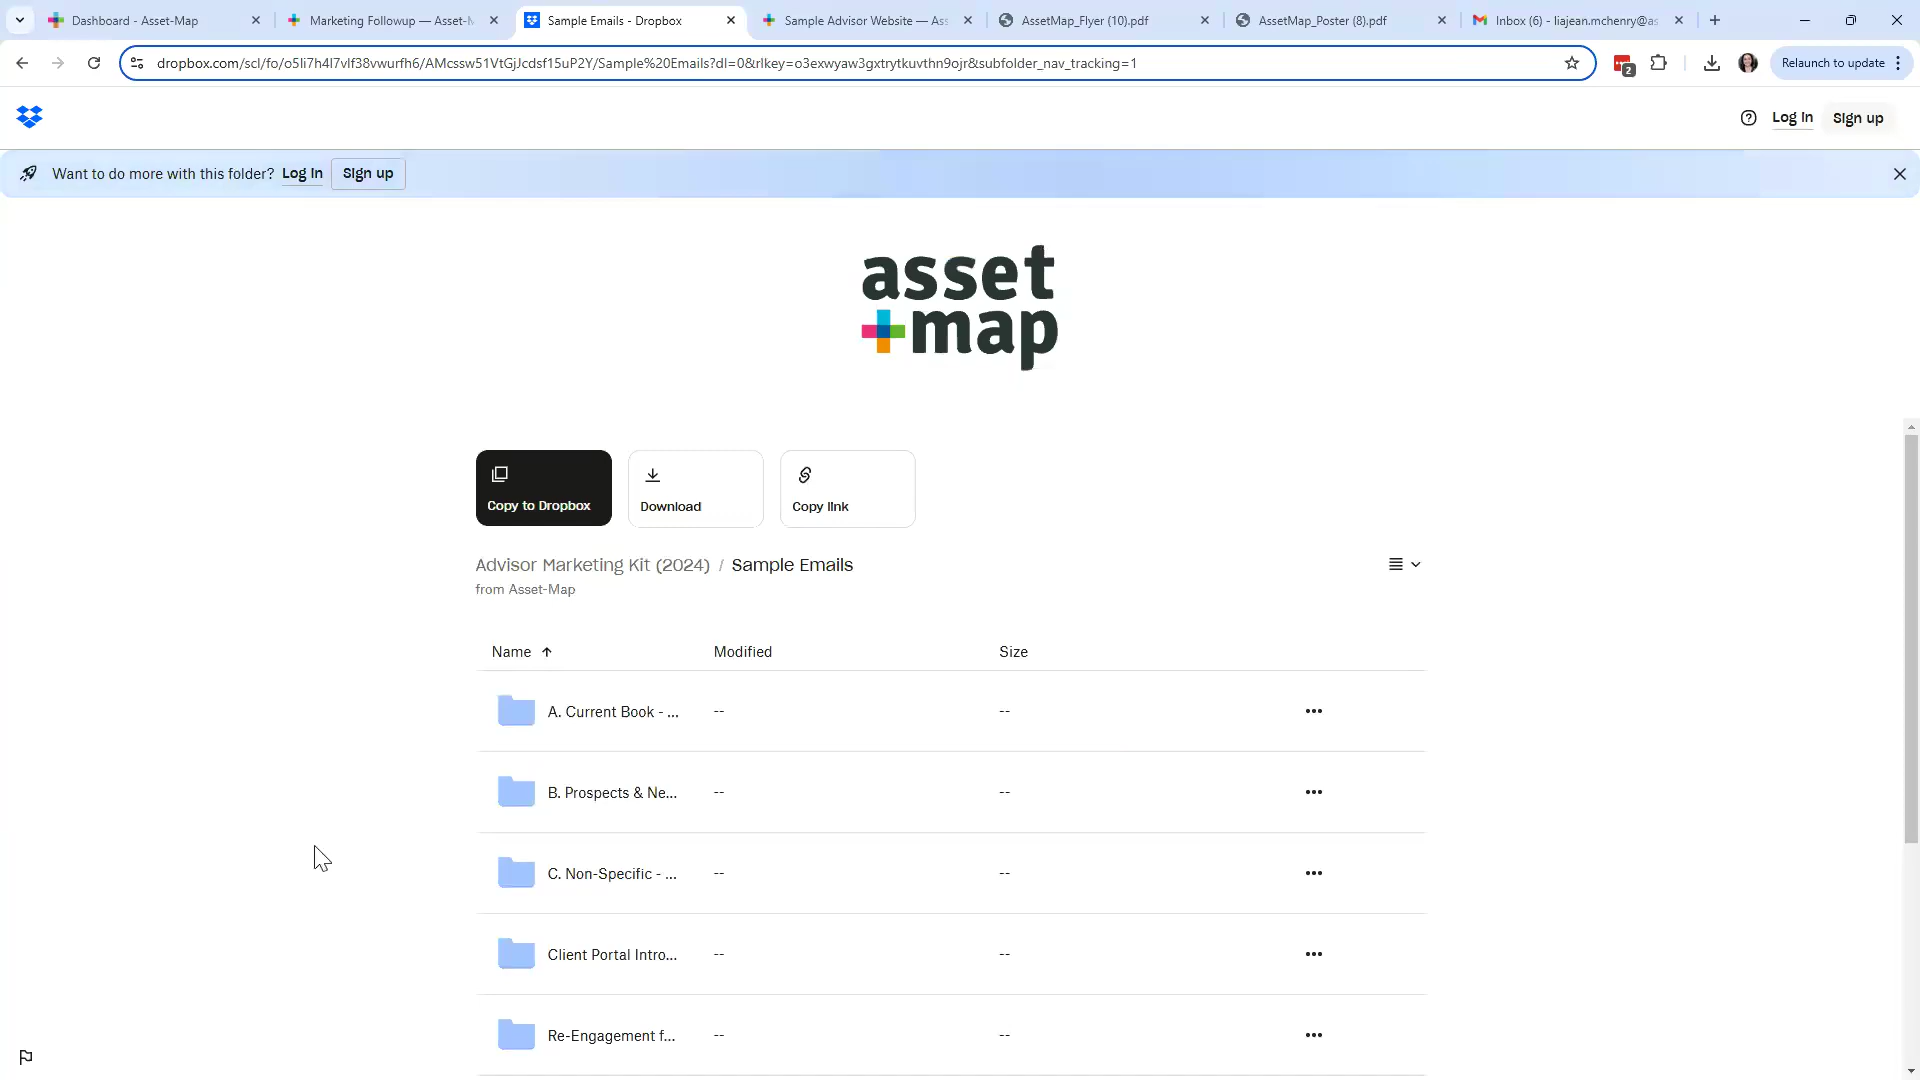 Dashboard - Asset-Map
Marketing Followup — Asset-M
Sample Emails - Dropbox
Sample Advisor Website — Ass
AssetMap_Flyer (10).pdf
AssetMap_Poster (8).pdf
Inbox (6) - liajean.mchenry@as
dropbox.com/scl/fo/o5li7h4l7vlf38vwurfh6/AMcssw51VtGjJcdsf15uP2Y/Sample%20Emails?dl=0&rlkey=o3exwyaw3gxtrytkuvthn9ojr&subfolder_nav_tracking=1
2
Relaunch to update
Log in
Sign up
Want to do more with this folder? Log in Sign up
asset
map
Copy to Dropbox
Download
Copy link
Advisor Marketing Kit (2024) / Sample Emails
from Asset-Map
Name Modified Size
A. Current Book - ... -- --
B. Prospects & Ne... -- --
C. Non-Specific - ... -- --
Client Portal Intro... -- --
Re-Engagement f... -- --